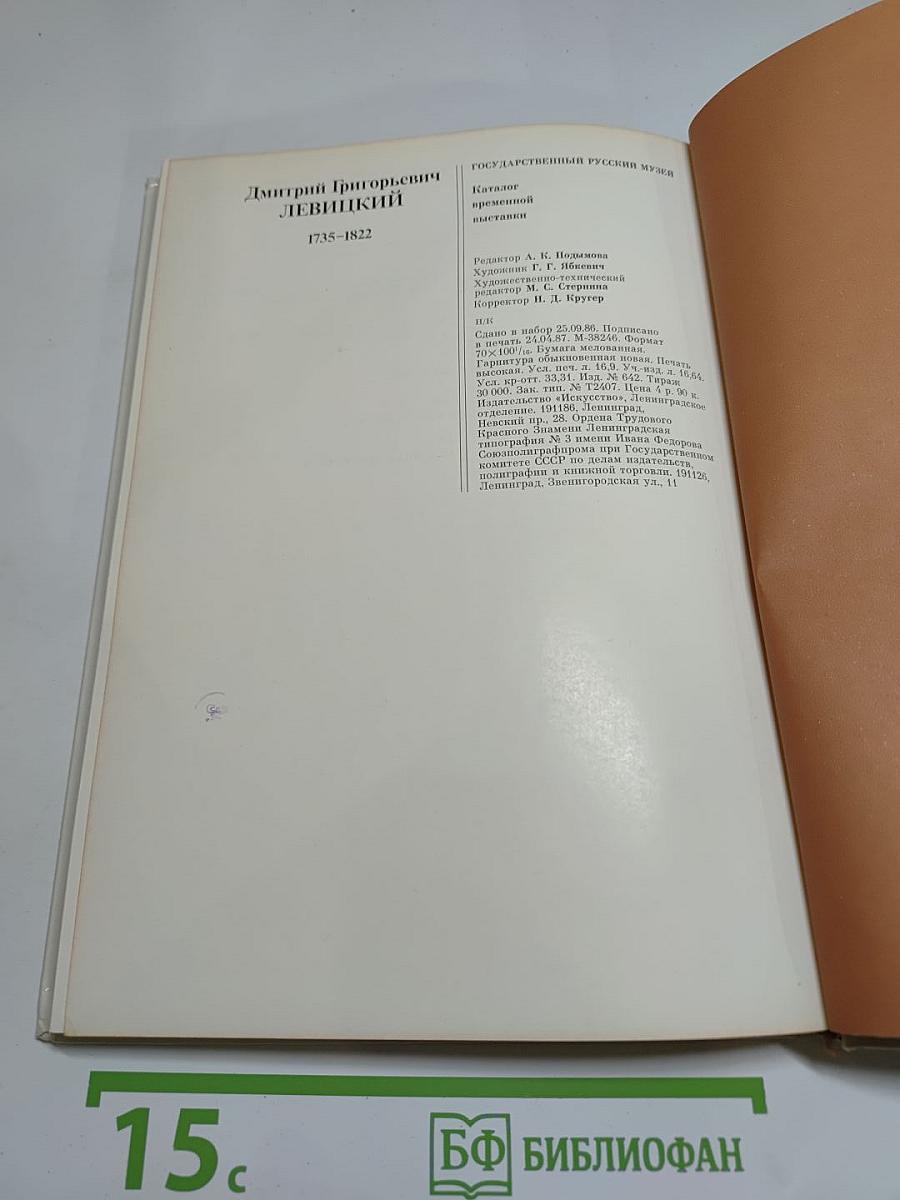 Дмитрий Григорьевич
ЛЕВИЦКИЙ
1735–1822
ГОСУДАРСТВЕННЫЙ РУССКИЙ МУЗЕЙ
Каталог
временной
выставки
Редактор А. К. Подымова
Художник Г. Г. Ябкевич
Художественно-технический
редактор М. С. Стернина
Корректор Н. Д. Кругер
Н/К
Сдано в набор 25.09.86. Подписано
в печать 24.04.87. М-38246. Формат
70×100¹/₁₆. Бумага мелованная.
Гарнитура обыкновенная новая. Печать
высокая. Усл. печ. л. 16,9. Уч.-изд. л. 16,64.
Усл. кр-отт. 33,31. Изд. № 642. Тираж
30 000. Зак. тип. № Т2407. Цена 4 р. 90 к.
Издательство «Искусство», Ленинградское
отделение. 191186, Ленинград,
Невский пр., 28. Ордена Трудового
Красного Знамени Ленинградская
типография № 3 имени Ивана Федорова
Союзполиграфпрома при Государственном
комитете СССР по делам издательств,
полиграфии и книжной торговли. 191126,
Ленинград, Звенигородская ул., 11
15 с
БФ БИБЛИОФАН